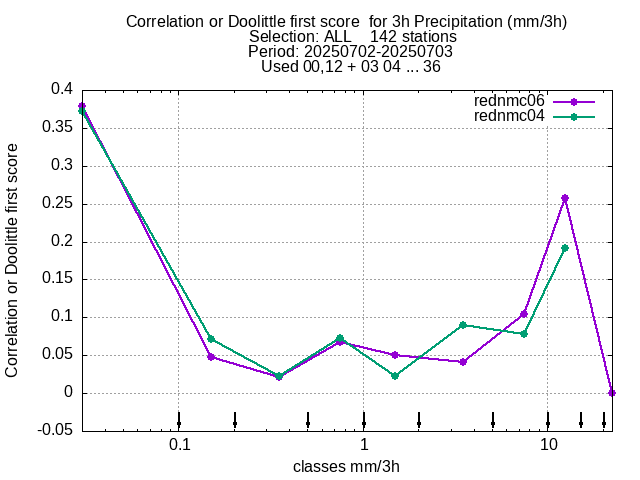 Correlation or Doolittle first score  for 3h Precipitation (mm/3h)
Selection: ALL    142 stations
Period: 20250702-20250703
Used 00,12 + 03 04 ... 36
rednmc06
rednmc04
Correlation or Doolittle first score
0.4
0.35
0.3
0.25
0.2
0.15
0.1
0.05
0
-0.05
0.1 1 10
classes mm/3h